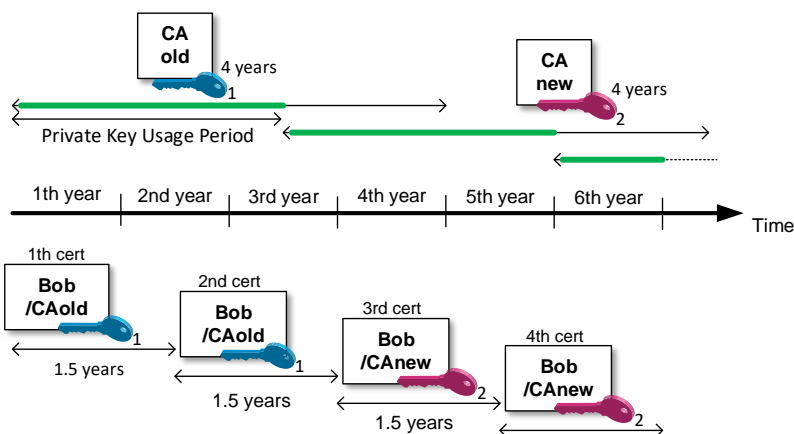 CA
old
4 years
1
CA
new
4 years
2
Private Key Usage Period
1th year
2nd year
3rd year
4th year
5th year
6th year
Time
1th cert
Bob
/CAold
1
1.5 years
2nd cert
Bob
/CAold
1
1.5 years
3rd cert
Bob
/CAnew
2
1.5 years
4th cert
Bob
/CAnew
2